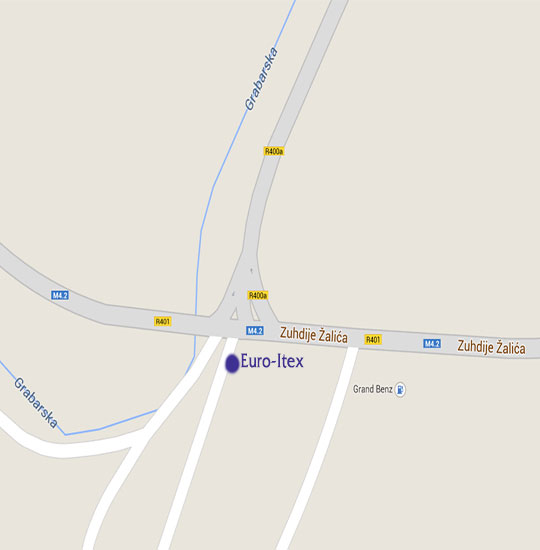 Grabarska
R400a
M4.2
R400a
R401
M4.2
Zuhdije Žalića
R401
M4.2
Zuhdije Žalića
Euro-Itex
Grand Benz
Grabarska